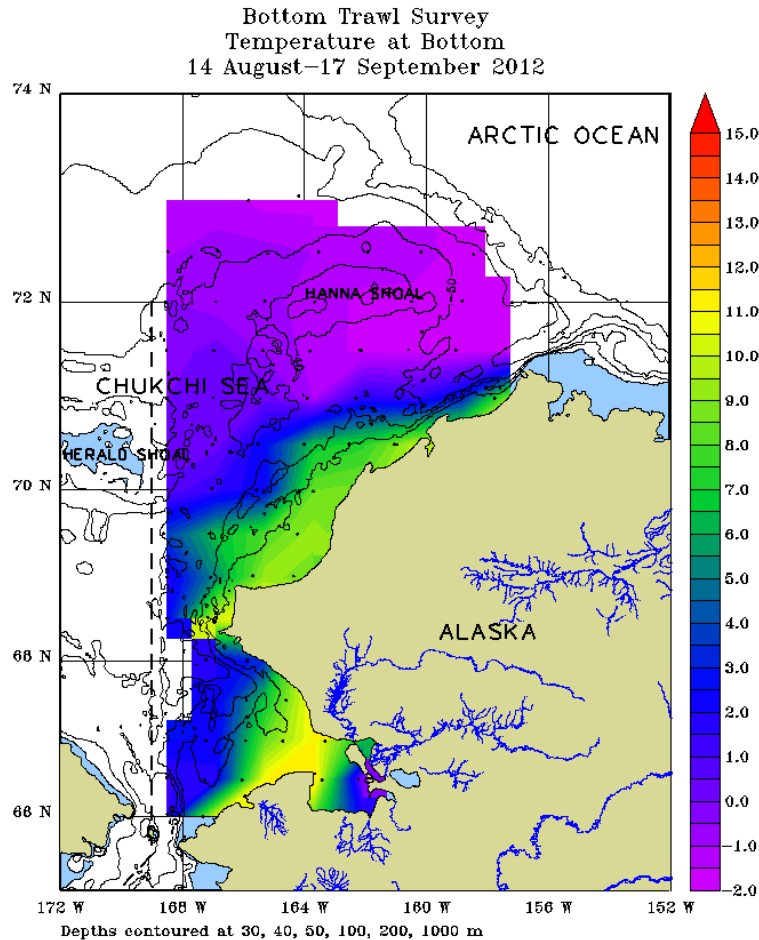 Bottom Trawl Survey
Temperature at Bottom
14 August-17 September 2012
74 N
72 N
70 N
68 N
66 N
ARCTIC OCEAN
HANNA SHOAL
50
CHUKCHI SEA
HERALD SHOAL
ALASKA
15.0
14.0
13.0
12.0
11.0
10.0
9.0
8.0
7.0
6.0
5.0
4.0
3.0
2.0
1.0
0.0
-1.0
-2.0
172 W
168 W
164 W
160 W
156 W
152 W
Depths contoured at 30, 40, 50, 100, 200, 1000 m